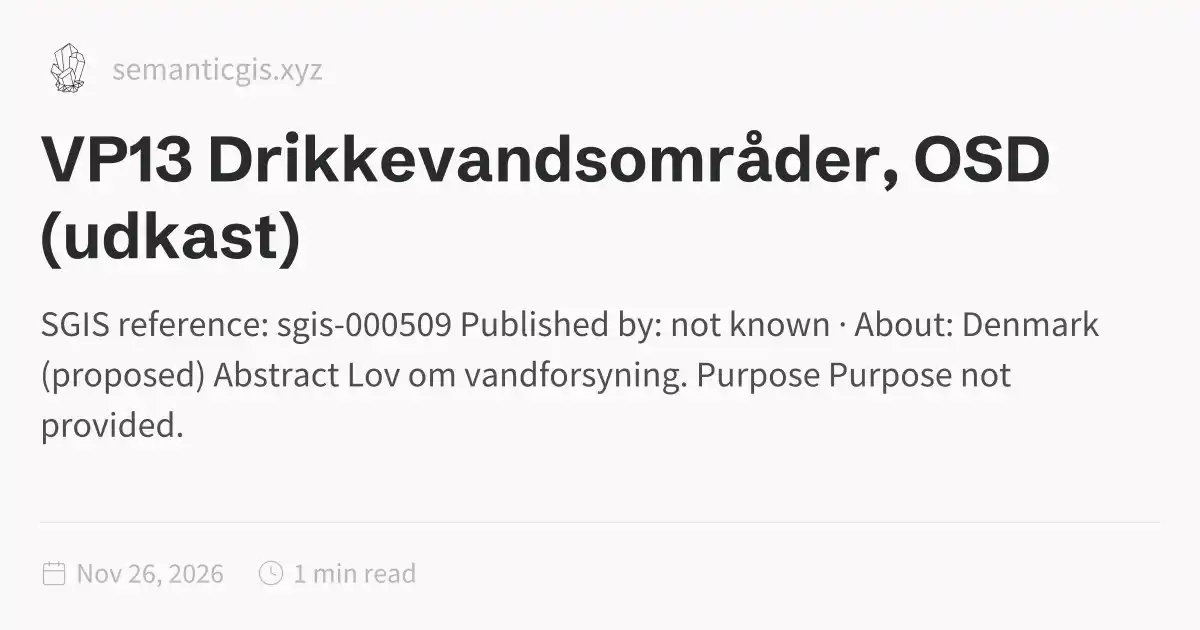 semanticgis.xyz
VP13 Drikkevandsområder, OSD
(udkast)
SGIS reference: sgis-000509 Published by: not known · About: Denmark
(proposed) Abstract Lov om vandforsyning. Purpose Purpose not
provided.
Nov 26, 2026 1 min read